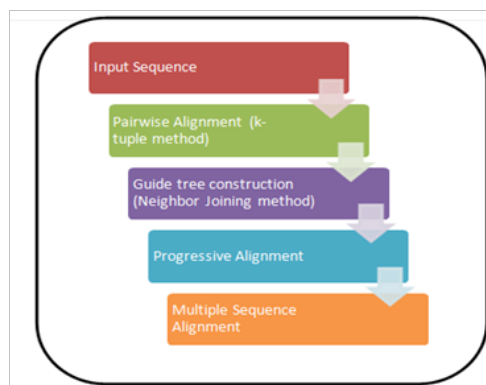 Input Sequence
Pairwise Alignment (k-
tuple method)
Guide tree construction
(Neighbor Joining method)
Progressive Alignment
Multiple Sequence
Alignment